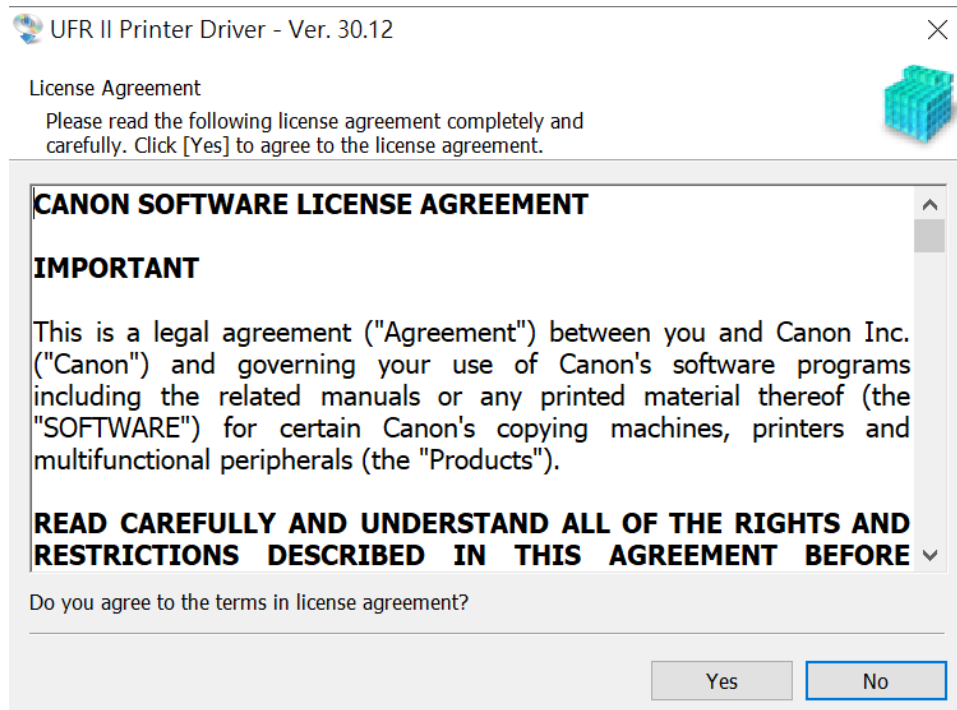 UFR II Printer Driver - Ver. 30.12
License Agreement
Please read the following license agreement completely and
carefully. Click [Yes] to agree to the license agreement.
CANON SOFTWARE LICENSE AGREEMENT
IMPORTANT
This is a legal agreement ("Agreement") between you and Canon Inc.
("Canon") and governing your use of Canon's software programs
including the related manuals or any printed material thereof (the
"SOFTWARE") for certain Canon's copying machines, printers and
multifunctional peripherals (the "Products").
READ CAREFULLY AND UNDERSTAND ALL OF THE RIGHTS AND
RESTRICTIONS DESCRIBED IN THIS AGREEMENT BEFORE
Do you agree to the terms in license agreement?
Yes
No